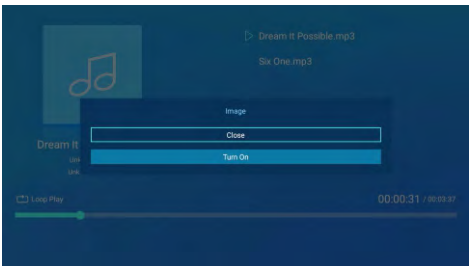 Dream It Possible.mp3
Six One.mp3
Image
Close
Dream It
Turn On
Loop Play
00:00:31 / 00:03:37